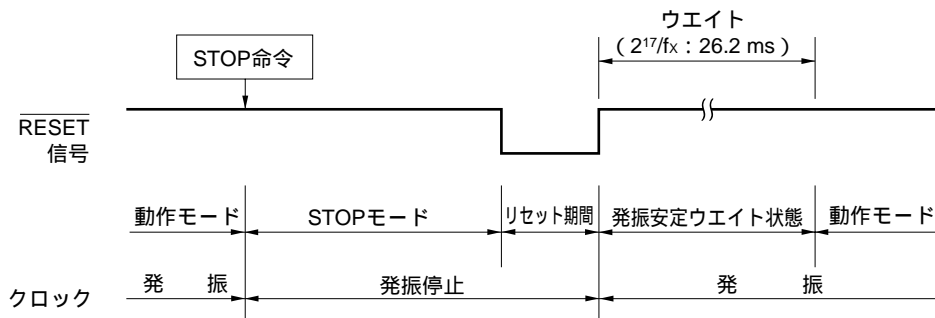 ウエイト
(2¹⁷/fx : 26.2 ms)
STOP命令
RESET
信号
動作モード STOPモード リセット期間 発振安定ウエイト状態 動作モード
クロック 発 振 発振停止 発 振